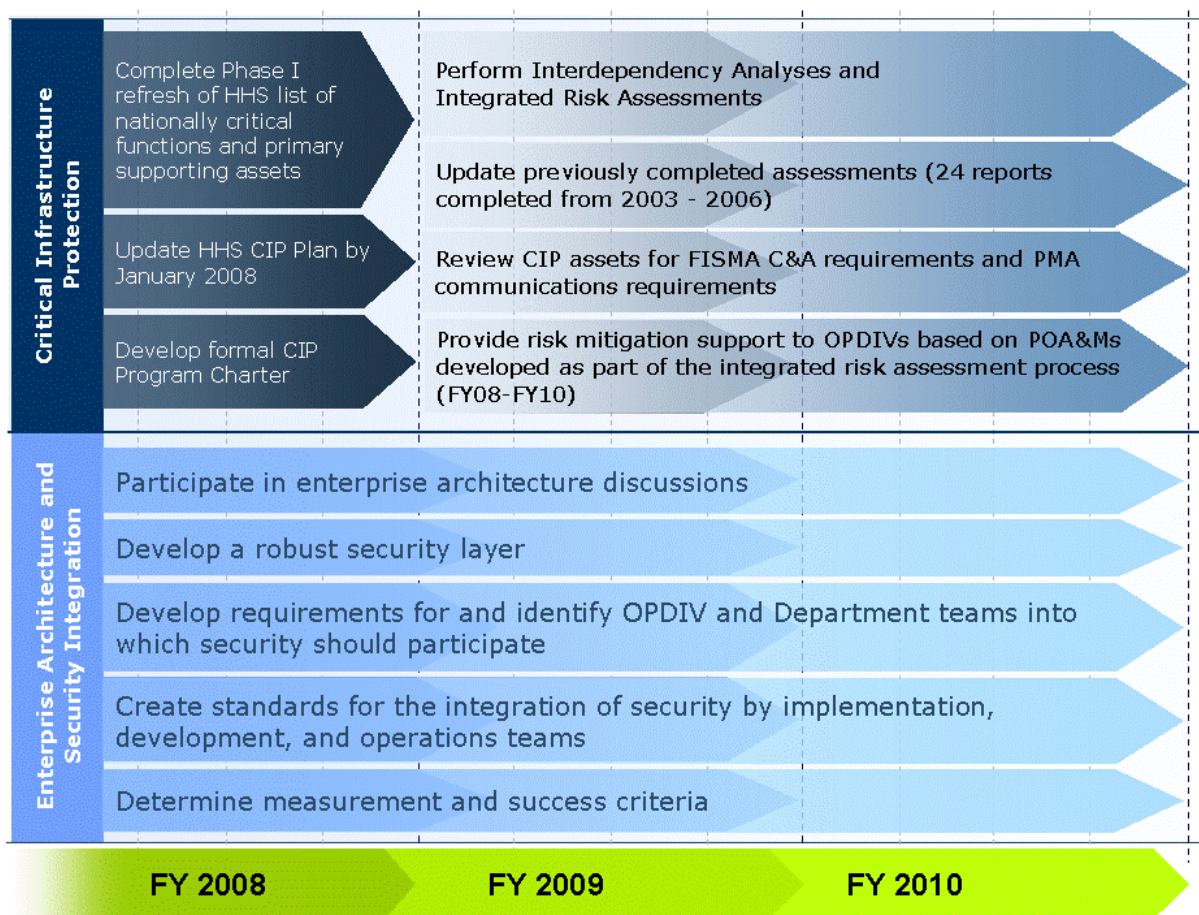 Critical Infrastructure
Protection
Complete Phase I
refresh of HHS list of
nationally critical
functions and primary
supporting assets
Update HHS CIP Plan by
January 2008
Develop formal CIP
Program Charter
Perform Interdependency Analyses and
Integrated Risk Assessments
Update previously completed assessments (24 reports
completed from 2003 - 2006)
Review CIP assets for FISMA C&A requirements and PMA
communications requirements
Provide risk mitigation support to OPDIVs based on POA&Ms
developed as part of the integrated risk assessment process
(FY08-FY10)
Enterprise Architecture and
Security Integration
Participate in enterprise architecture discussions
Develop a robust security layer
Develop requirements for and identify OPDIV and Department teams into
which security should participate
Create standards for the integration of security by implementation,
development, and operations teams
Determine measurement and success criteria
FY 2008
FY 2009
FY 2010